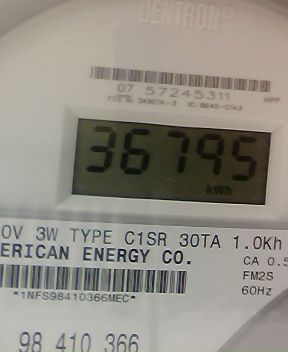 CENTRON®
07 57245311
36795
kWh
0V 3W TYPE C1SR 30TA 1.0Kh
ERICAN ENERGY CO.
CA 0.5
FM2S
60Hz
*1NFS98410366MEC*
98 410 366